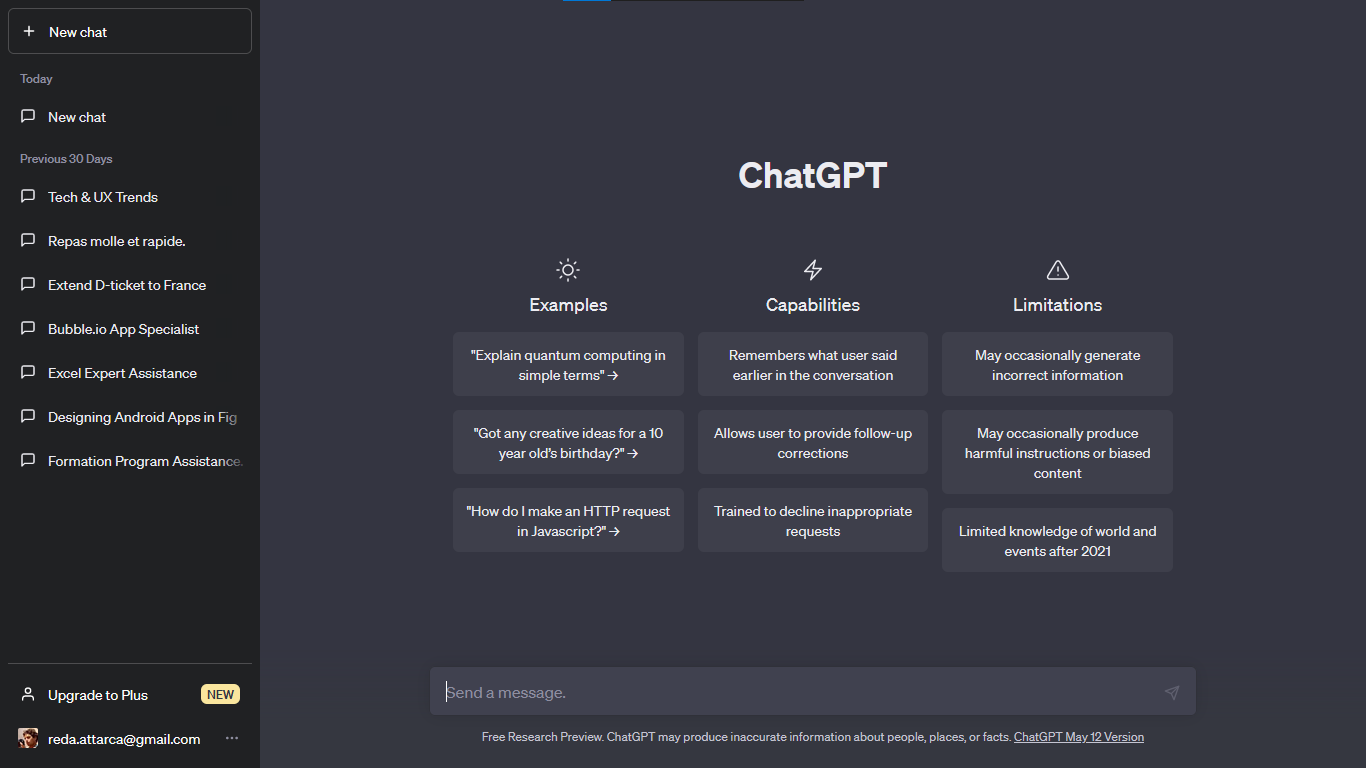 New chat
Today
New chat
Previous 30 Days
Tech & UX Trends
Repas molle et rapide.
Extend D-ticket to France
Bubble.io App Specialist
Excel Expert Assistance
Designing Android Apps in Fig
Formation Program Assistance.
Upgrade to Plus NEW
reda.attarca@gmail.com
ChatGPT
Examples
"Explain quantum computing in
simple terms" →
"Got any creative ideas for a 10
year old’s birthday?" →
"How do I make an HTTP request
in Javascript?" →
Capabilities
Remembers what user said
earlier in the conversation
Allows user to provide follow-up
corrections
Trained to decline inappropriate
requests
Limitations
May occasionally generate
incorrect information
May occasionally produce
harmful instructions or biased
content
Limited knowledge of world and
events after 2021
Send a message.
Free Research Preview. ChatGPT may produce inaccurate information about people, places, or facts. ChatGPT May 12 Version